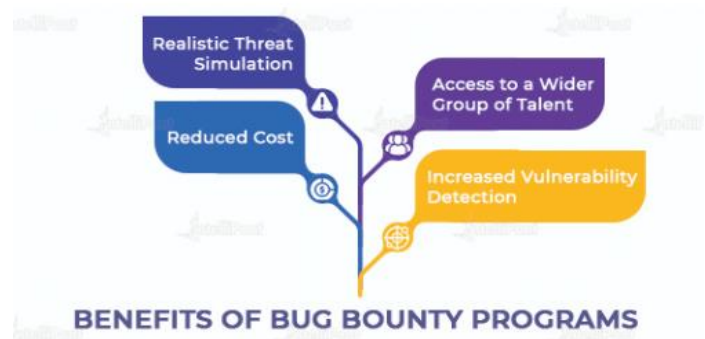 Realistic Threat
Simulation
Access to a Wider
Group of Talent
Reduced Cost
Increased Vulnerability
Detection
BENEFITS OF BUG BOUNTY PROGRAMS